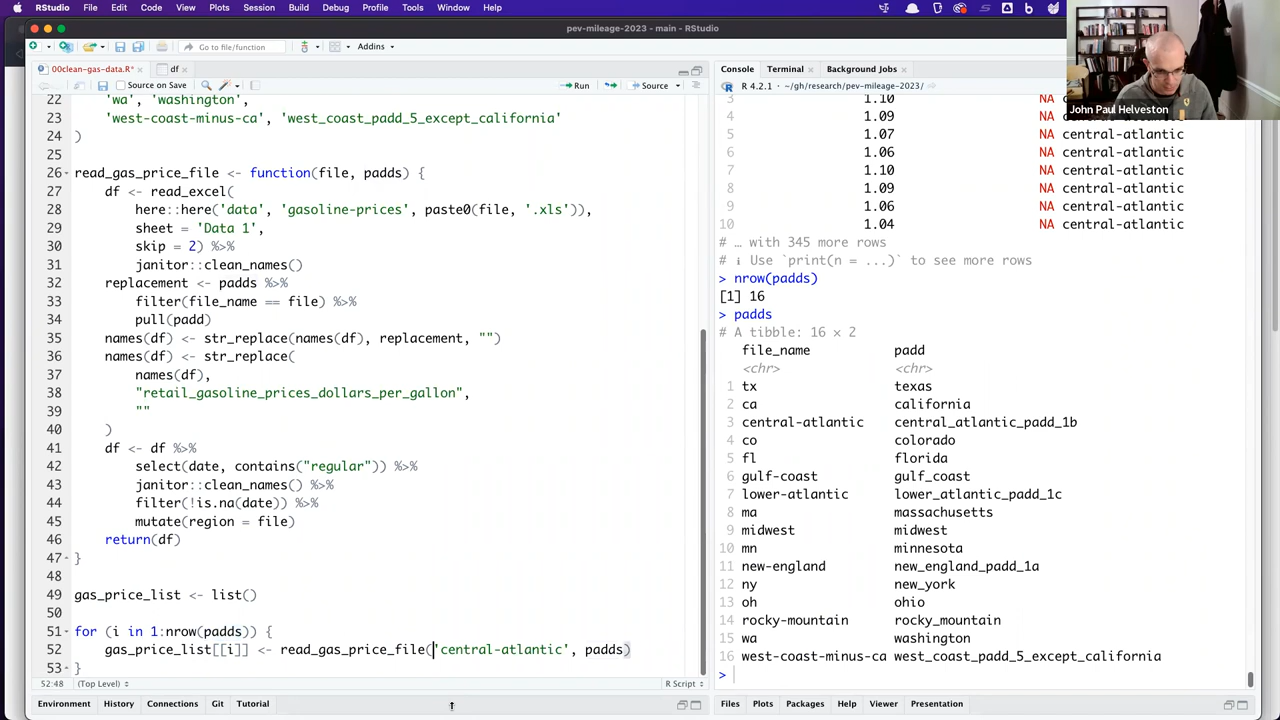 RStudio File Edit Code View Plots Session Build Debug Profile Tools Window Help
pev-mileage-2023 - main - RStudio
Go to file/function Addins
00clean-gas-data.R* df
Source on Save Run Source
22 'wa', 'washington',
23 'west-coast-minus-ca', 'west_coast_padd_5_except_california'
24 )
25
26 read_gas_price_file <- function(file, padds) {
27 df <- read_excel(
28 here::here('data', 'gasoline-prices', paste0(file, '.xls')),
29 sheet = 'Data 1',
30 skip = 2) %>%
31 janitor::clean_names()
32 replacement <- padds %>%
33 filter(file_name == file) %>%
34 pull(padd)
35 names(df) <- str_replace(names(df), replacement, "")
36 names(df) <- str_replace(
37 names(df),
38 "retail_gasoline_prices_dollars_per_gallon",
39 ""
40 )
41 df <- df %>%
42 select(date, contains("regular")) %>%
43 janitor::clean_names() %>%
44 filter(!is.na(date)) %>%
45 mutate(region = file)
46 return(df)
47 }
48
49 gas_price_list <- list()
50
51 for (i in 1:nrow(padds)) {
52 gas_price_list[[i]] <- read_gas_price_file('central-atlantic', padds)
53 }
52:48 (Top Level) R Script
Environment History Connections Git Tutorial
Console Terminal Background Jobs
R 4.2.1 · ~/gh/research/pev-mileage-2023/
John Paul Helveston
3 1.10 NA
4 1.09 NA
5 1.07 NA central-atlantic
6 1.06 NA central-atlantic
7 1.10 NA central-atlantic
8 1.09 NA central-atlantic
9 1.06 NA central-atlantic
10 1.04 NA central-atlantic
# … with 345 more rows
# ℹ Use `print(n = ...)` to see more rows
> nrow(padds)
[1] 16
> padds
# A tibble: 16 × 2
file_name padd
<chr> <chr>
1 tx texas
2 ca california
3 central-atlantic central_atlantic_padd_1b
4 co colorado
5 fl florida
6 gulf-coast gulf_coast
7 lower-atlantic lower_atlantic_padd_1c
8 ma massachusetts
9 midwest midwest
10 mn minnesota
11 new-england new_england_padd_1a
12 ny new_york
13 oh ohio
14 rocky-mountain rocky_mountain
15 wa washington
16 west-coast-minus-ca west_coast_padd_5_except_california
>
Files Plots Packages Help Viewer Presentation